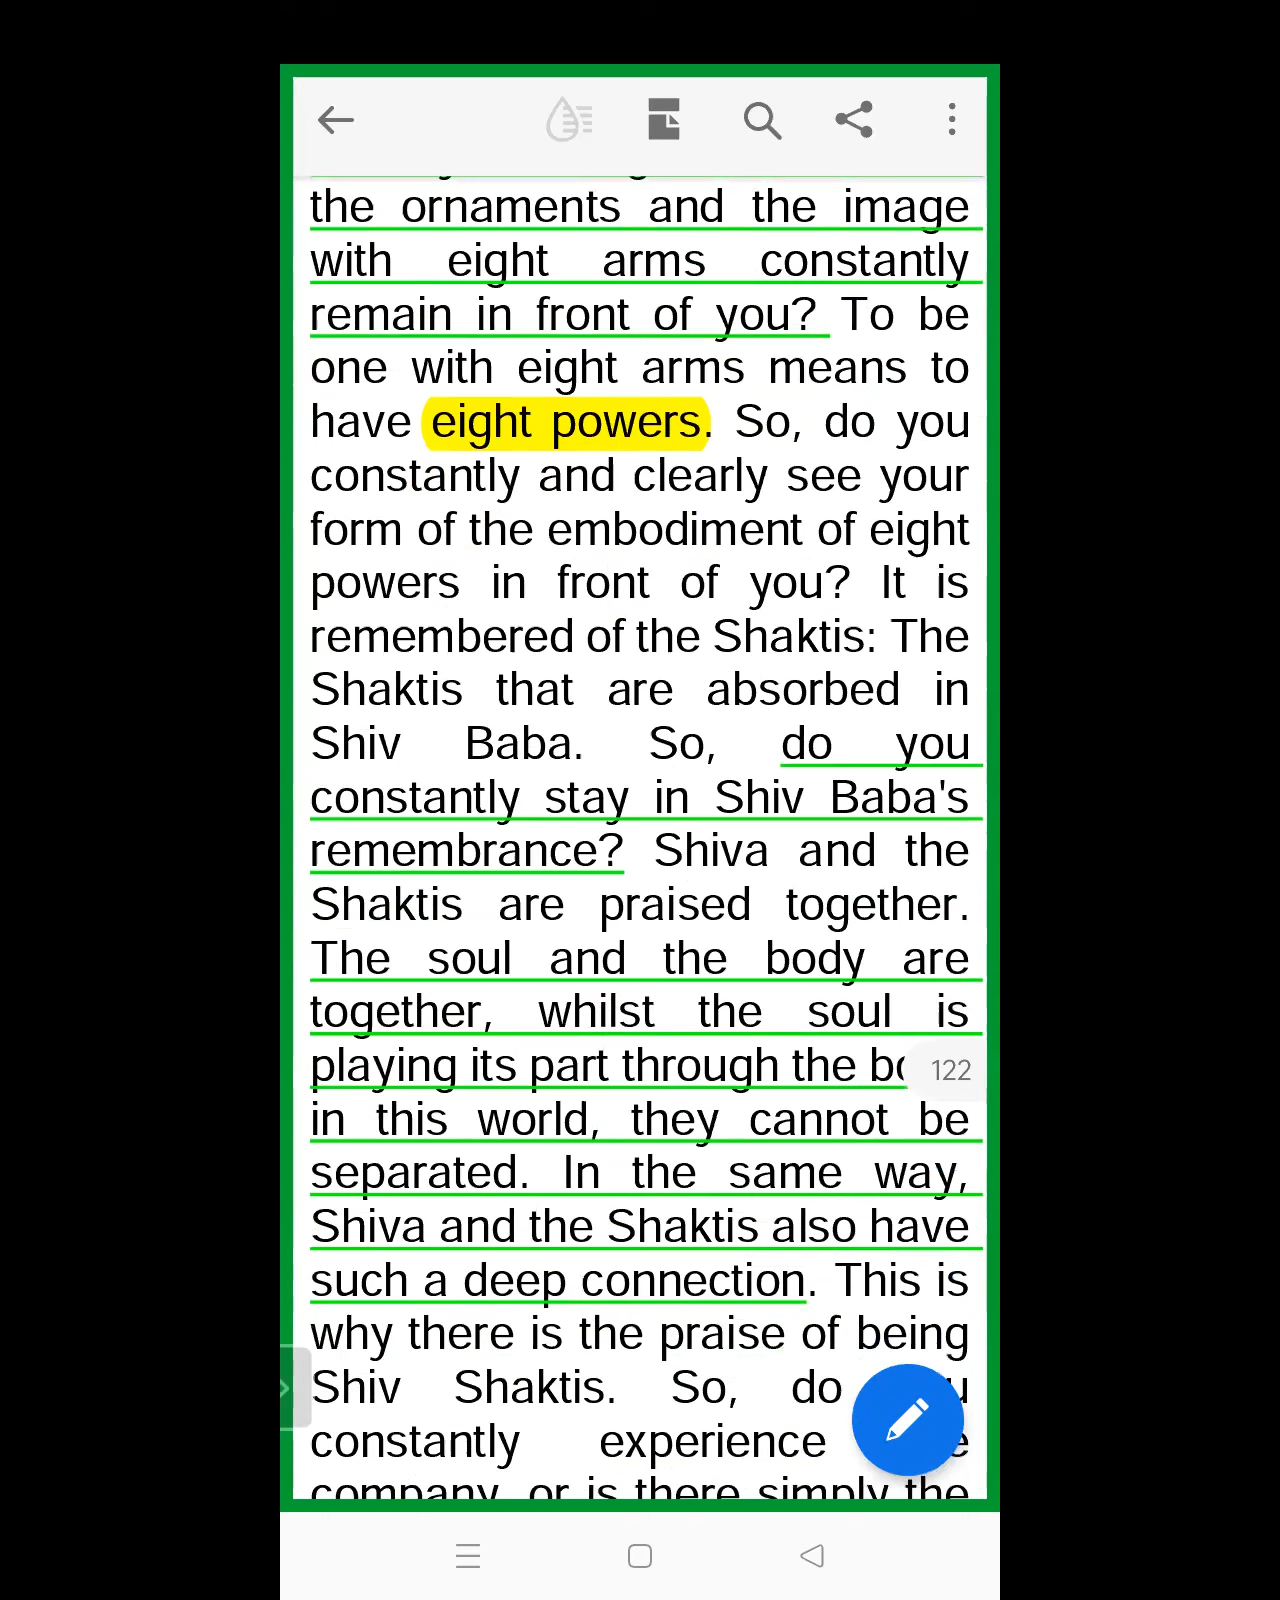 the ornaments and the image
with eight arms constantly
remain in front of you? To be
one with eight arms means to
have eight powers. So, do you
constantly and clearly see your
form of the embodiment of eight
powers in front of you? It is
remembered of the Shaktis: The
Shaktis that are absorbed in
Shiv Baba. So, do you
constantly stay in Shiv Baba's
remembrance? Shiva and the
Shaktis are praised together.
The soul and the body are
together, whilst the soul is
playing its part through the
122
in this world, they cannot be
separated. In the same way,
Shiva and the Shaktis also have
such a deep connection. This is
why there is the praise of being
Shiv Shaktis. So, do
constantly experience
company, or is there simply the